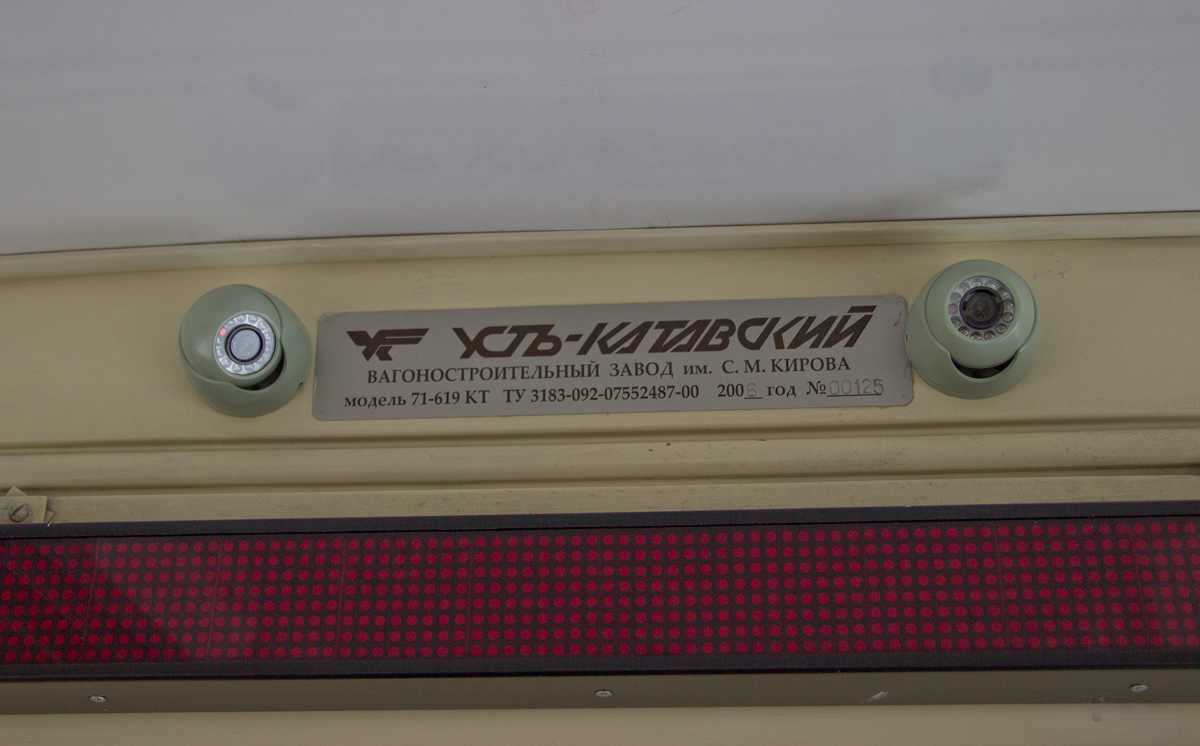 УСТЬ-КАТАВСКИЙ
ВАГОНОСТРОИТЕЛЬНЫЙ ЗАВОД им. С. М. КИРОВА
модель 71-619 КТ ТУ 3183-092-07552487-00 2006 год №00125